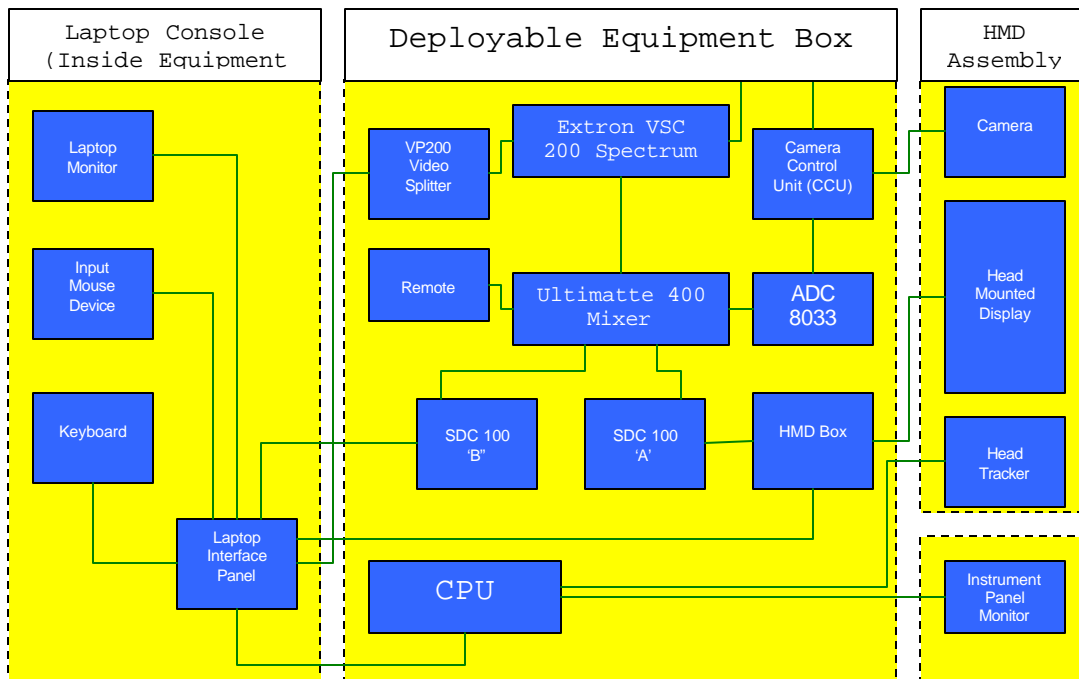 Laptop Console
(Inside Equipment
Deployable Equipment Box
HMD
Assembly
Laptop
Monitor
Input
Mouse
Device
Keyboard
Laptop
Interface
Panel
VP200
Video
Splitter
Extron VSC
200 Spectrum
Camera
Control
Unit (CCU)
Remote
Ultimatte 400
Mixer
ADC
8033
SDC 100
'B"
SDC 100
'A'
HMD Box
CPU
Camera
Head
Mounted
Display
Head
Tracker
Instrument
Panel
Monitor